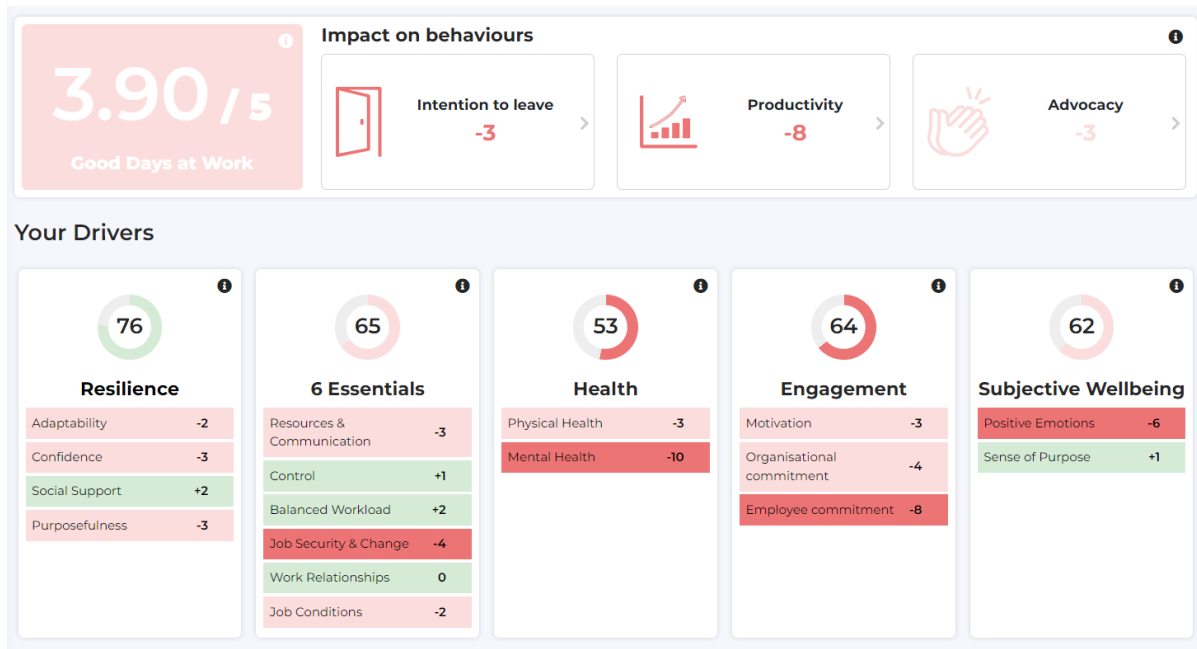 3.90 / 5
Good Days at Work
Impact on behaviours
Intention to leave
-3
Productivity
-8
Advocacy
-3
Your Drivers
76
Resilience
Adaptability -2
Confidence -3
Social Support +2
Purposefulness -3
65
6 Essentials
Resources &
Communication -3
Control +1
Balanced Workload +2
Job Security & Change -4
Work Relationships 0
Job Conditions -2
53
Health
Physical Health -3
Mental Health -10
64
Engagement
Motivation -3
Organisational
commitment -4
Employee commitment -8
62
Subjective Wellbeing
Positive Emotions -6
Sense of Purpose +1